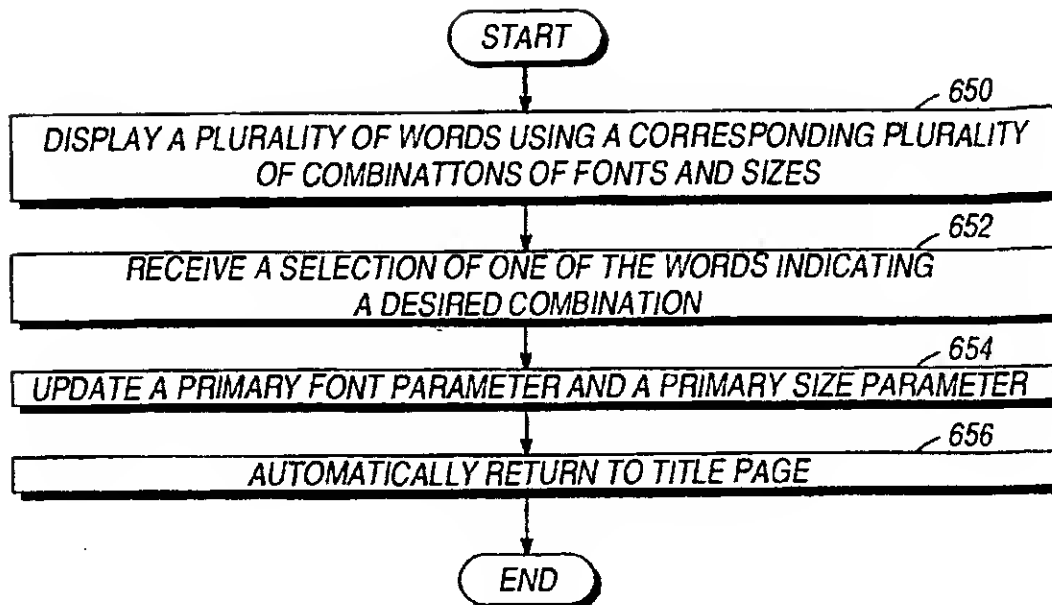 START
650
DISPLAY A PLURALITY OF WORDS USING A CORRESPONDING PLURALITY
OF COMBINATTONS OF FONTS AND SIZES
652
RECEIVE A SELECTION OF ONE OF THE WORDS INDICATING
A DESIRED COMBINATION
654
UPDATE A PRIMARY FONT PARAMETER AND A PRIMARY SIZE PARAMETER
656
AUTOMATICALLY RETURN TO TITLE PAGE
END